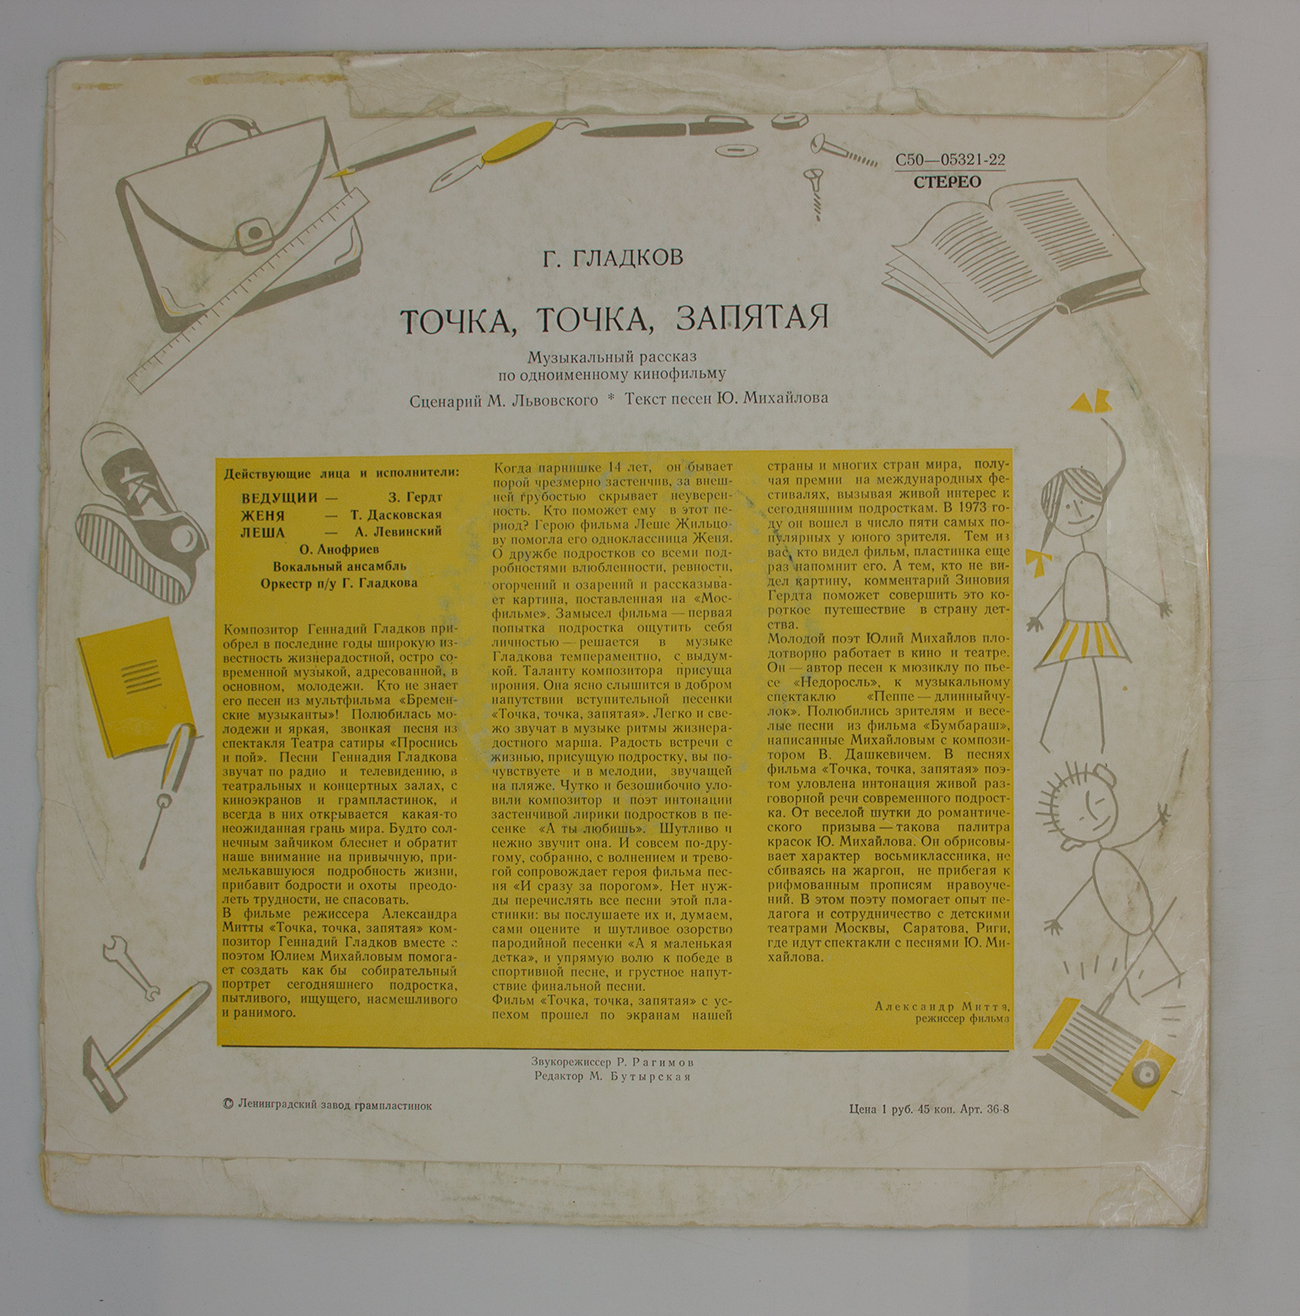 С50—05321-22
СТЕРЕО
Г. ГЛАДКОВ
ТОЧКА, ТОЧКА, ЗАПЯТАЯ
Музыкальный рассказ
по одноименному кинофильму
Сценарий М. Львовского * Текст песен Ю. Михайлова
Действующие лица и исполнители:
ВЕДУЩИЙ — З. Гердт
ЖЕНЯ — Т. Дасковская
ЛЕША — А. Левинский
О. Анофриев
Вокальный ансамбль
Оркестр п/у Г. Гладкова
Композитор Геннадий Гладков при-
обрел в последние годы широкую из-
вестность жизнерадостной, остро со-
временной музыкой, адресованной, в
основном, молодежи. Кто не знает
его песен из мультфильма «Бремен-
ские музыканты»! Полюбилась мо-
лодежи и яркая, звонкая песня из
спектакля Театра сатиры «Проснись
и пой». Песни Геннадия Гладкова
звучат по радио и телевидению, в
театральных и концертных залах, с
киноэкранов и грампластинок, и
всегда в них открывается какая-то
неожиданная грань мира. Будто сол-
нечным зайчиком блеснет и обратит
наше внимание на привычную, при-
мелькавшуюся подробность жизни,
прибавит бодрости и охоты преодо-
леть трудности, не спасовать.
В фильме режиссера Александра
Митты «Точка, точка, запятая» ком-
позитор Геннадий Гладков вместе с
поэтом Юлием Михайловым помога-
ет создать как бы собирательный
портрет сегодняшнего подростка,
пытливого, ищущего, насмешливого
и ранимого.
Когда парнишке 14 лет, он бывает
порой чрезмерно застенчив, за внеш-
ней грубостью скрывает неуверен-
ность. Кто поможет ему в этот пе-
риод? Герою фильма Леше Жильцо-
ву помогла его одноклассница Женя.
О дружбе подростков со всеми под-
робностями влюбленности, ревности,
огорчений и озарений и рассказыва-
ет картина, поставленная на «Мос-
фильме». Замысел фильма — первая
попытка подростка ощутить себя
личностью — решается в музыке
Гладкова темпераментно, с выдум-
кой. Таланту композитора присуща
ирония. Она ясно слышится в добром
напутствии вступительной песенки
«Точка, точка, запятая». Легко и све-
жо звучат в музыке ритмы жизнера-
достного марша. Радость встречи с
жизнью, присущую подростку, вы по-
чувствуете и в мелодии, звучащей
на пляже. Чутко и безошибочно уло-
вили композитор и поэт интонации
застенчивой лирики подростков в пе-
сенке «А ты любишь». Шутливо и
нежно звучит она. И совсем по-дру-
гому, собранно, с волнением и трево-
гой сопровождает героя фильма пес-
ня «И сразу за порогом». Нет нуж-
ды перечислять все песни этой пла-
стинки: вы послушаете их и, думаем,
сами оцените и шутливое озорство
пародийной песенки «А я маленькая
детка», и упрямую волю к победе в
спортивной песне, и грустное напут-
ствие финальной песни.
Фильм «Точка, точка, запятая» с ус-
пехом прошел по экранам нашей
страны и многих стран мира, полу-
чая премии на международных фе-
стивалях, вызывая живой интерес к
сегодняшним подросткам. В 1973 го-
ду он вошел в число пяти самых по-
пулярных у юного зрителя. Тем из
вас, кто видел фильм, пластинка еще
раз напомнит его. А тем, кто не ви-
дел картину, комментарий Зиновия
Гердта поможет совершить это ко-
роткое путешествие в страну дет-
ства.
Молодой поэт Юлий Михайлов пло-
дотворно работает в кино и театре.
Он — автор песен к мюзиклу по пье-
се «Недоросль», к музыкальному
спектаклю «Пеппе — длинныйчу-
лок». Полюбились зрителям и весе-
лые песни из фильма «Бумбараш»,
написанные Михайловым с компози-
тором В. Дашкевичем. В песнях
фильма «Точка, точка, запятая» поэ-
том уловлена интонация живой раз-
говорной речи современного подрост-
ка. От веселой шутки до романтиче-
ского призыва — такова палитра
красок Ю. Михайлова. Он обрисовы-
вает характер восьмиклассника, не
сбиваясь на жаргон, не прибегая к
рифмованным прописям нравоуче-
ний. В этом поэту помогает опыт пе-
дагога и сотрудничество с детскими
театрами Москвы, Саратова, Риги,
где идут спектакли с песнями Ю. Ми-
хайлова.
Александр Митта,
режиссер фильма
Звукорежиссер Р. Рагимов
Редактор М. Бутырская
© Ленинградский завод грампластинок
Цена 1 руб. 45 коп. Арт. 36-8